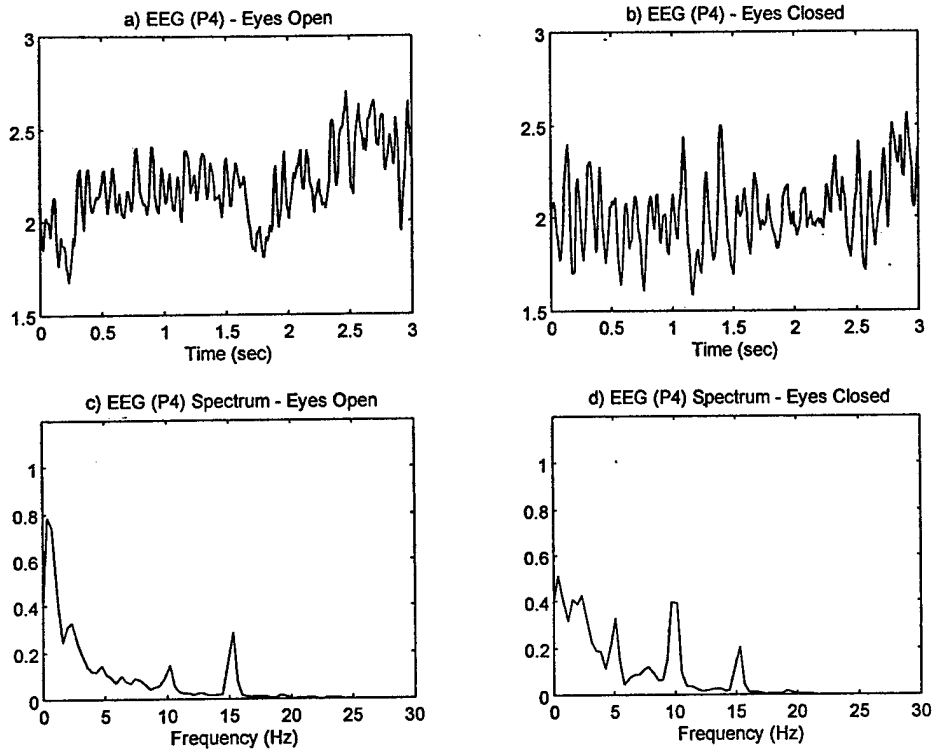 a) EEG (P4) - Eyes Open
3
2.5
2
1.5
0 0.5 1 1.5 2 2.5 3
Time (sec)
b) EEG (P4) - Eyes Closed
3
2.5
2
1.5
0 0.5 1 1.5 2 2.5 3
Time (sec)
c) EEG (P4) Spectrum - Eyes Open
1
0.8
0.6
0.4
0.2
0
0 5 10 15 20 25 30
Frequency (Hz)
d) EEG (P4) Spectrum - Eyes Closed
1
0.8
0.6
0.4
0.2
0
0 5 10 15 20 25 30
Frequency (Hz)